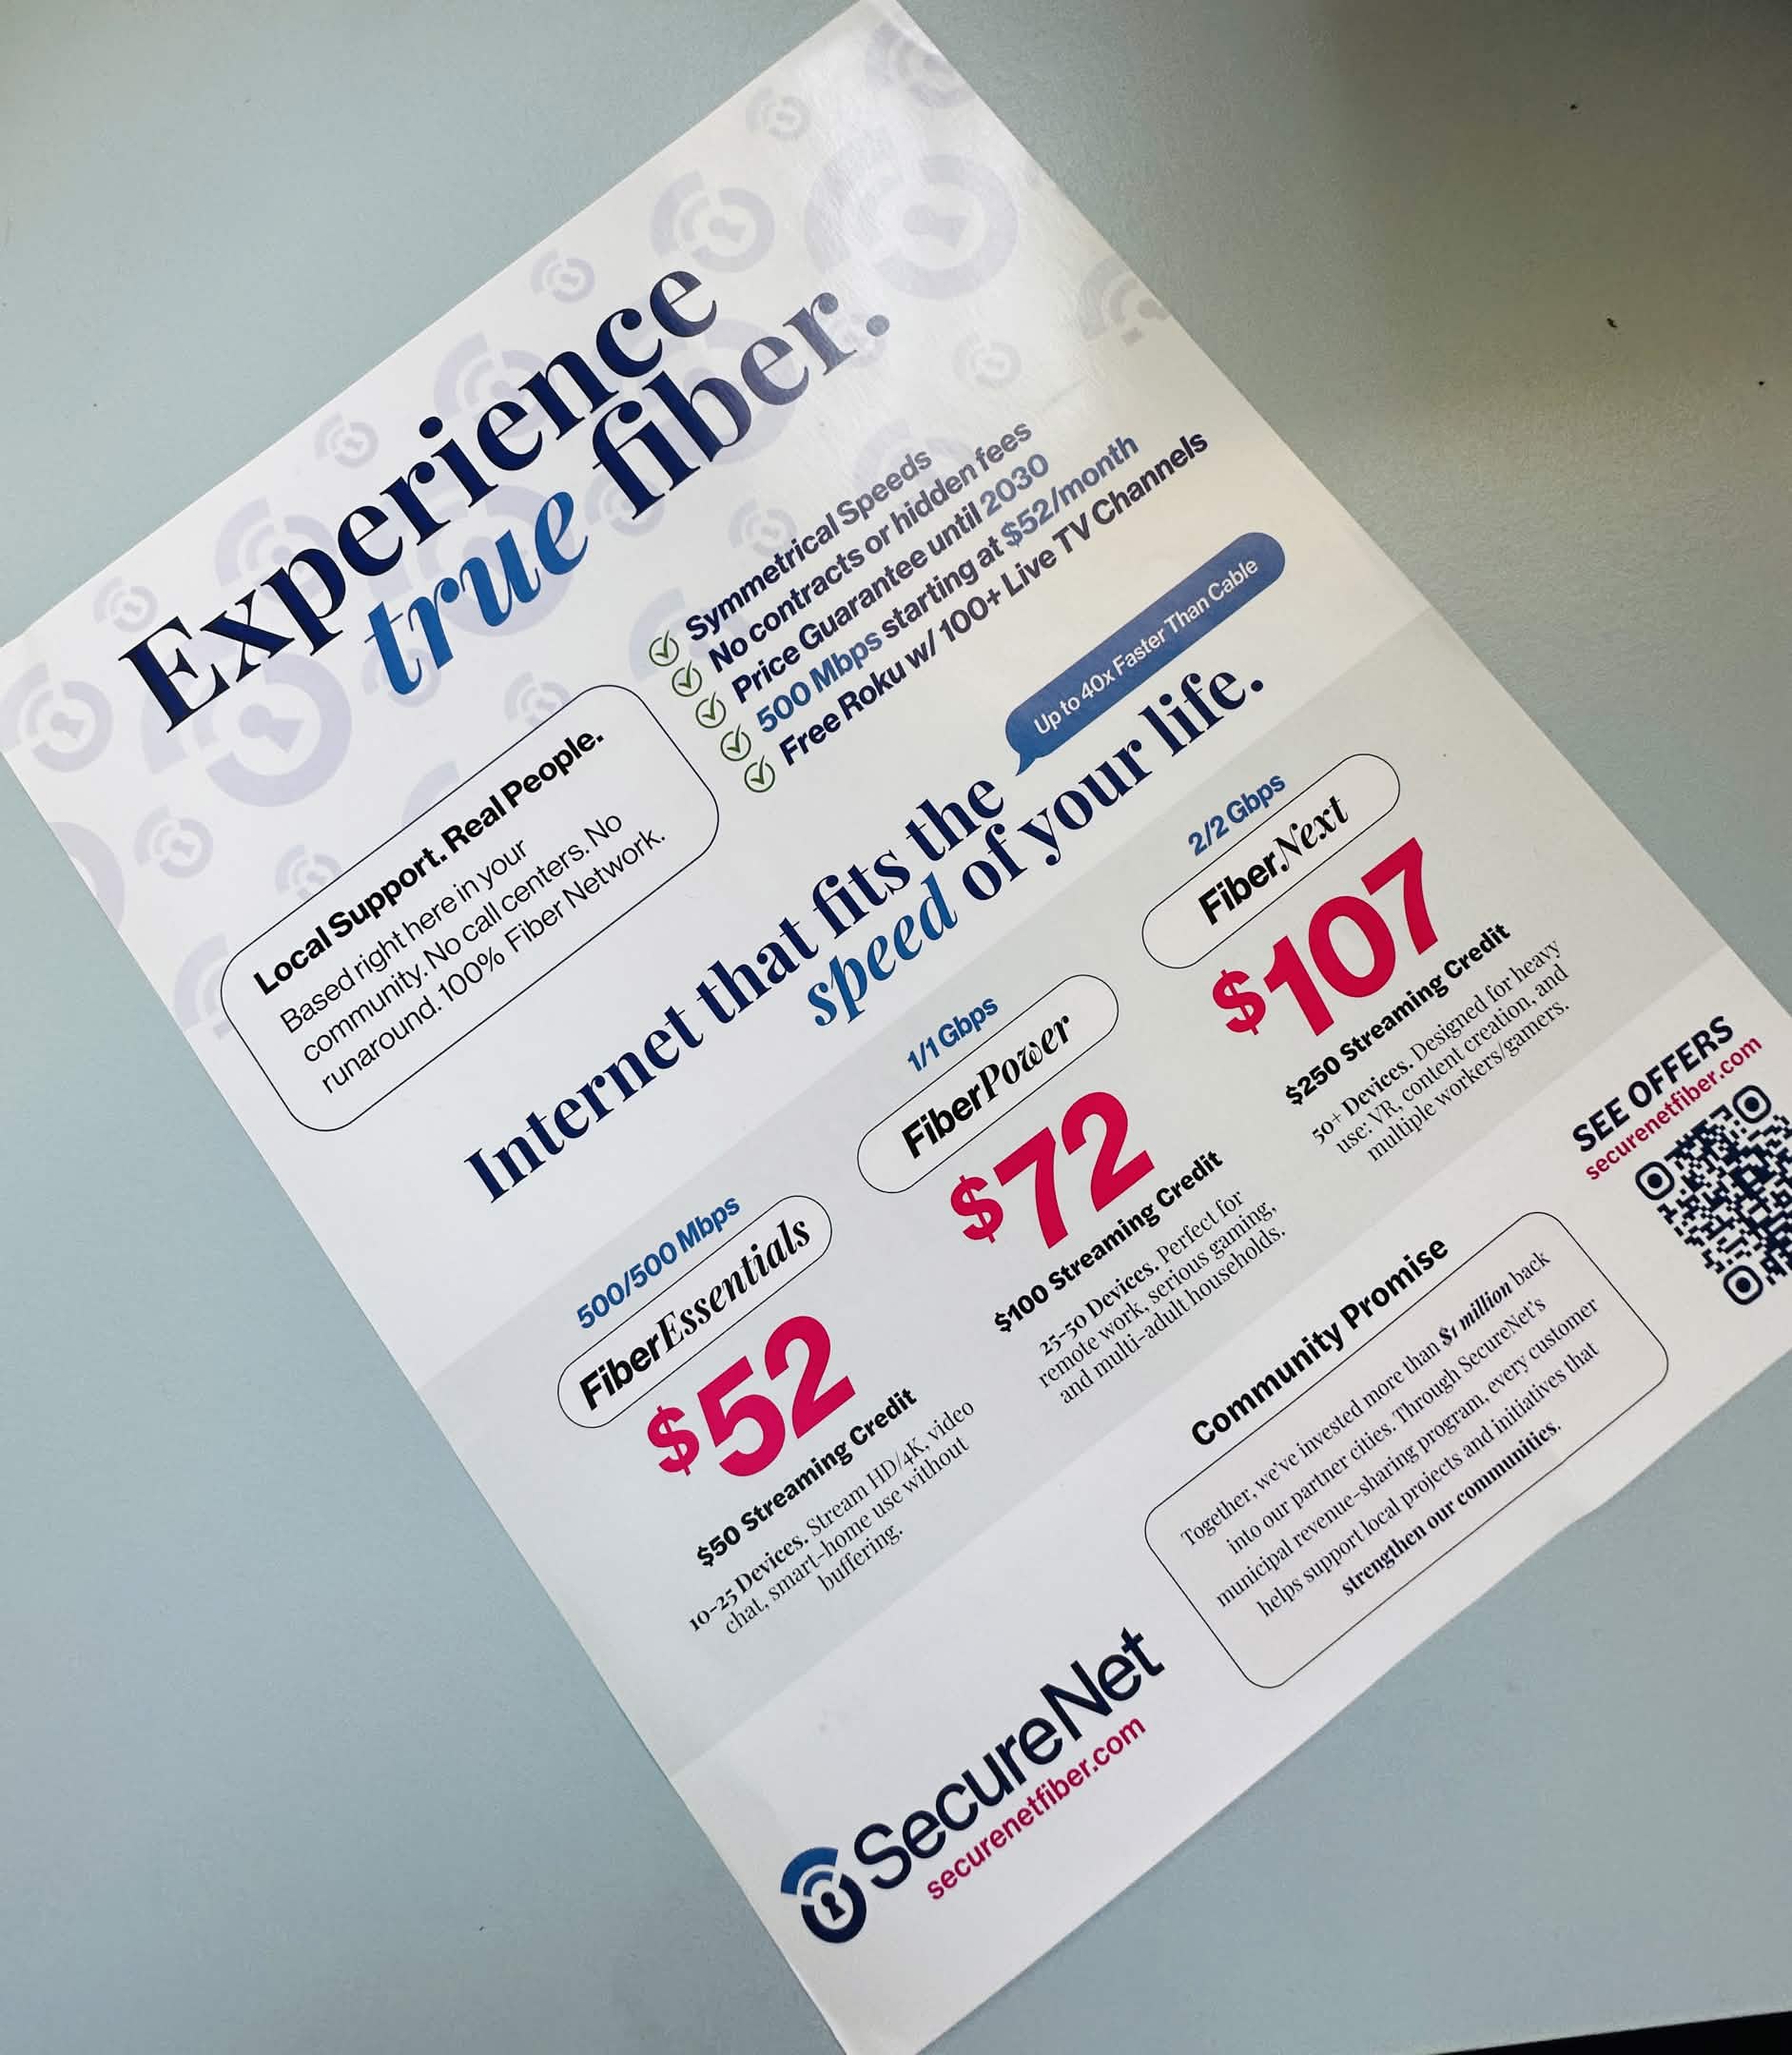 Experience
true fiber.
Local Support. Real People.
Based right here in your
community. No call centers. No
runaround. 100% Fiber Network.
Symmetrical Speeds
No contracts or hidden fees
Price Guarantee until 2030
500 Mbps starting at $52/month
Free Roku w/ 100+ Live TV Channels
Up to 40x Faster Than Cable
Internet that fits the
speed of your life.
500/500 Mbps
FiberEssentials
$52
$50 Streaming Credit
10-25 Devices. Stream HD/4K, video
chat, smart-home use without
buffering.
1/1 Gbps
FiberPower
$72
$100 Streaming Credit
25-50 Devices. Perfect for
remote work, serious gaming,
and multi-adult households.
2/2 Gbps
FiberNext
$107
$250 Streaming Credit
50+ Devices. Designed for heavy
use: VR, content creation, and
multiple workers/gamers.
SecureNet
securenetfiber.com
Community Promise
Together, we've invested more than $1 million back
into our partner cities. Through SecureNet's
municipal revenue-sharing program, every customer
helps support local projects and initiatives that
strengthen our communities.
SEE OFFERS
securenetfiber.com